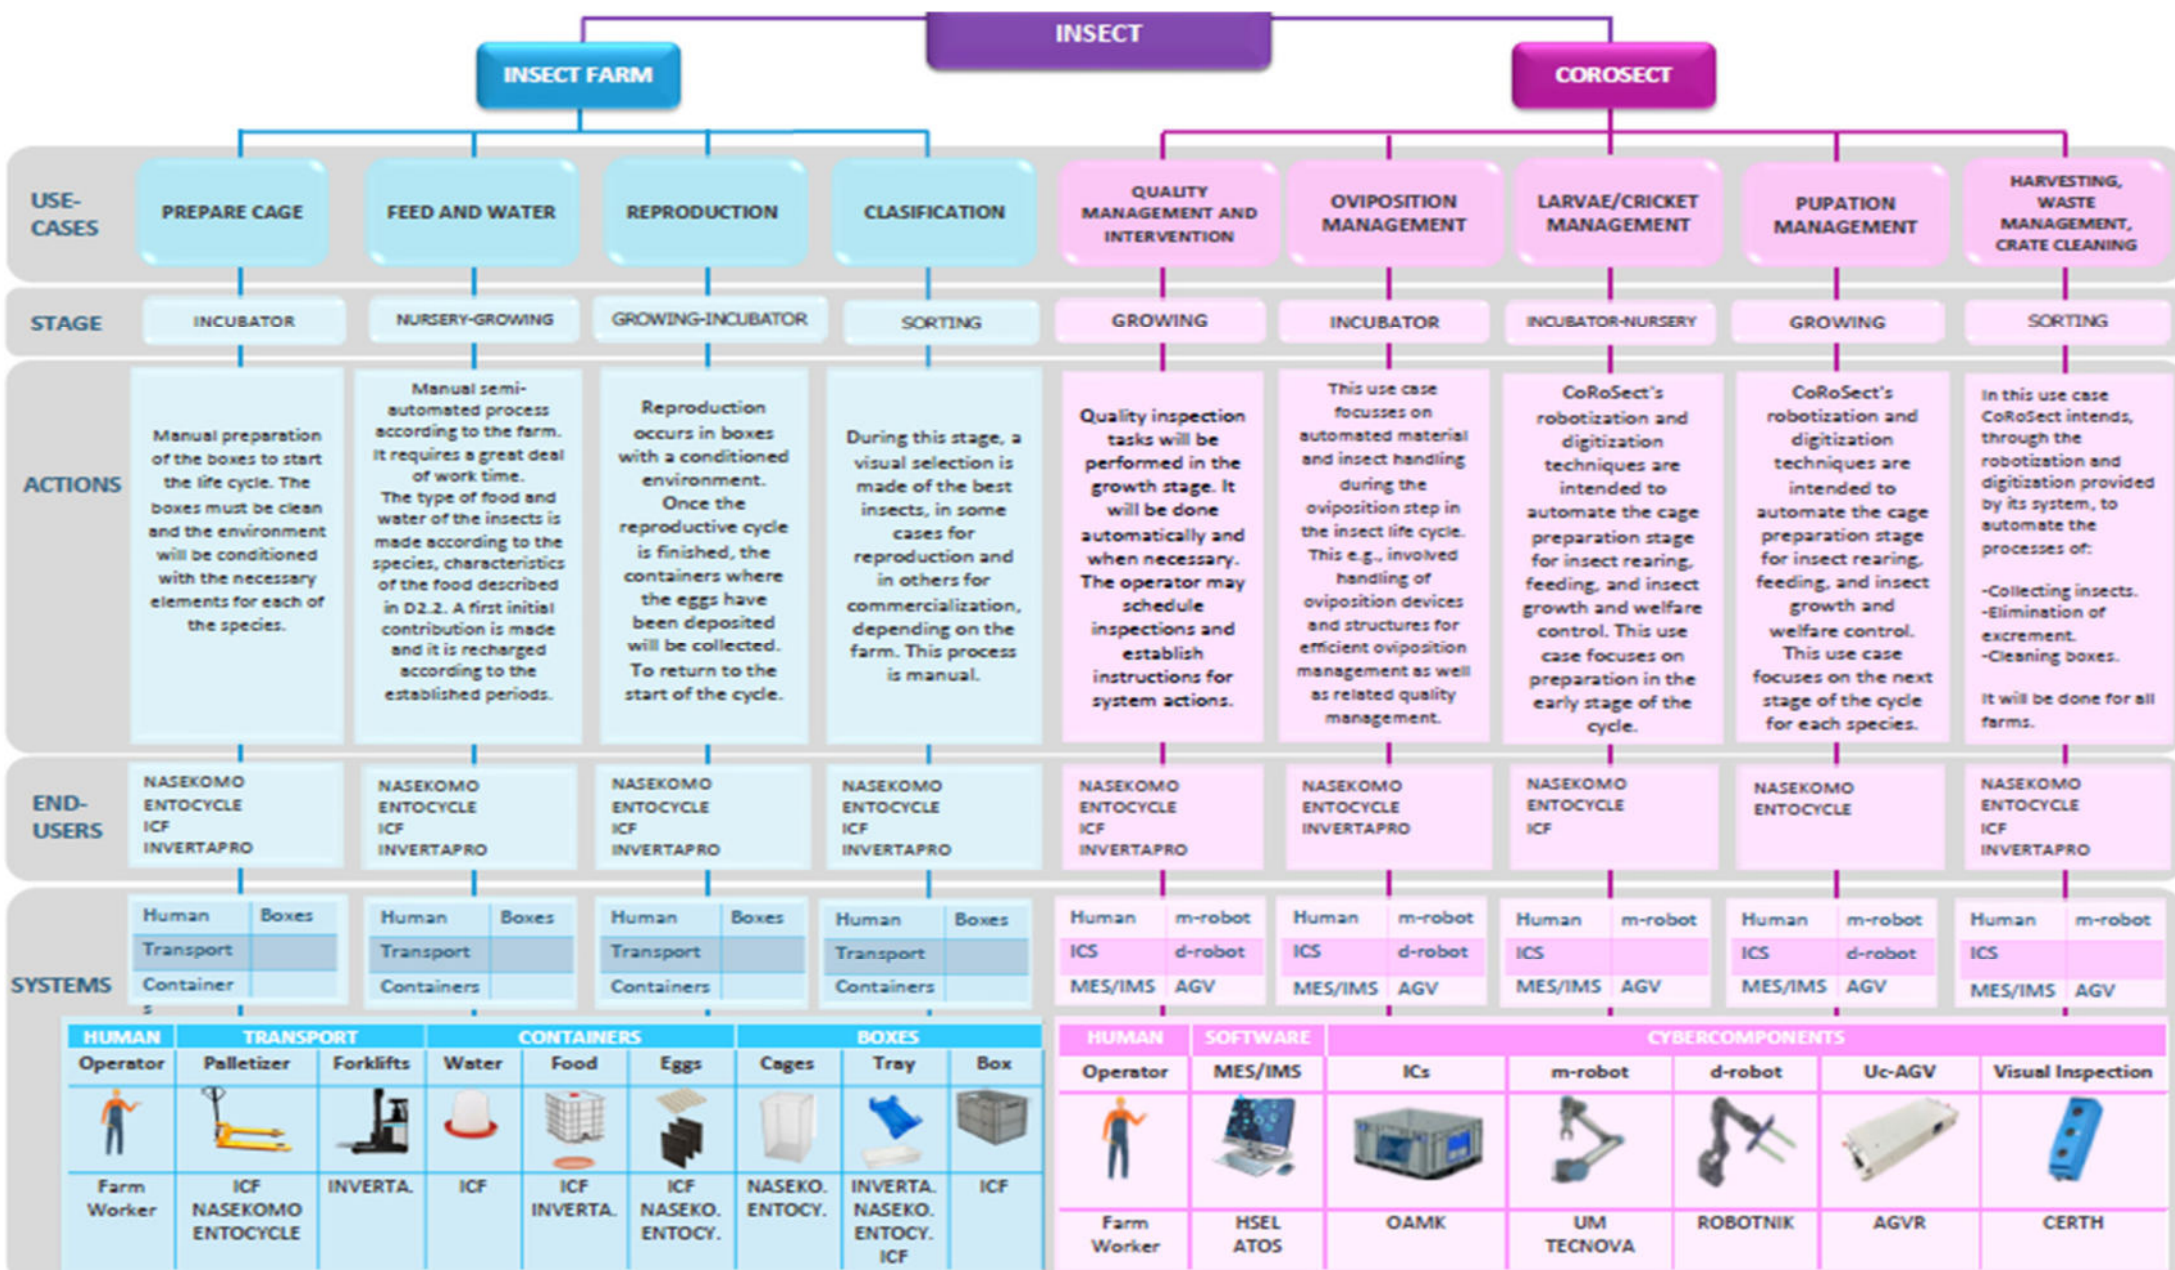 INSECT
INSECT FARM
COROSECT
USE-
CASES
PREPARE CAGE
FEED AND WATER
REPRODUCTION
CLASIFICATION
QUALITY
MANAGEMENT AND
INTERVENTION
OVIPOSITION
MANAGEMENT
LARVAE/CRICKET
MANAGEMENT
PUPATION
MANAGEMENT
HARVESTING,
WASTE
MANAGEMENT,
CRATE CLEANING
STAGE
INCUBATOR
NURSERY-GROWING
GROWING-INCUBATOR
SORTING
GROWING
INCUBATOR
INCUBATOR-NURSERY
GROWING
SORTING
ACTIONS
Manual preparation
of the boxes to start
the life cycle. The
boxes must be clean
and the environment
will be conditioned
with the necessary
elements for each of
the species.
Manual semi-
automated process
according to the farm.
It requires a great deal
of work time.
The type of food and
water of the insects is
made according to the
species, characteristics
of the food described
in D2.2. A first initial
contribution is made
and it is recharged
according to the
established periods.
Reproduction
occurs in boxes
with a conditioned
environment.
Once the
reproductive cycle
is finished, the
containers where
the eggs have
been deposited
will be collected.
To return to the
start of the cycle.
During this stage, a
visual selection is
made of the best
insects, in some
cases for
reproduction and
in others for
commercialization,
depending on the
farm. This process
is manual.
Quality inspection
tasks will be
performed in the
growth stage. It
will be done
automatically and
when necessary.
The operator may
schedule
inspections and
establish
instructions for
system actions.
This use case
focusses on
automated material
and insect handling
during the
oviposition step in
the insect life cycle.
This e.g., involved
handling of
oviposition devices
and structures for
efficient oviposition
management as well
as related quality
management.
CoRoSect's
robotization and
digitization
techniques are
intended to
automate the cage
preparation stage
for insect rearing,
feeding, and insect
growth and welfare
control. This use
case focuses on
preparation in the
early stage of the
cycle.
CoRoSect's
robotization and
digitization
techniques are
intended to
automate the cage
preparation stage
for insect rearing,
feeding, and insect
growth and
welfare control.
This use case
focuses on the next
stage of the cycle
for each species.
In this use case
CoRoSect intends,
through the
robotization and
digitization provided
by its system, to
automate the
processes of:
-Collecting insects.
-Elimination of
excrement.
-Cleaning boxes.
It will be done for all
farms.
END-
USERS
NASEKOMO
ENTOCYCLE
ICF
INVERTAPRO
NASEKOMO
ENTOCYCLE
ICF
INVERTAPRO
NASEKOMO
ENTOCYCLE
ICF
INVERTAPRO
NASEKOMO
ENTOCYCLE
ICF
INVERTAPRO
NASEKOMO
ENTOCYCLE
ICF
INVERTAPRO
NASEKOMO
ENTOCYCLE
INVERTAPRO
NASEKOMO
ENTOCYCLE
ICF
NASEKOMO
ENTOCYCLE
NASEKOMO
ENTOCYCLE
ICF
INVERTAPRO
SYSTEMS
Human Boxes
Transport
Container
s
Human Boxes
Transport
Containers
Human Boxes
Transport
Containers
Human Boxes
Transport
Containers
Human m-robot
ICS d-robot
MES/IMS AGV
Human m-robot
ICS d-robot
MES/IMS AGV
Human m-robot
ICS
MES/IMS AGV
Human m-robot
ICS d-robot
MES/IMS AGV
Human m-robot
ICS
MES/IMS AGV
HUMAN TRANSPORT CONTAINERS BOXES
Operator Palletizer Forklifts Water Food Eggs Cages Tray Box
Farm
Worker
ICF
NASEKOMO
ENTOCYCLE
INVERTA.
ICF
ICF
INVERTA.
ICF
NASEKO.
ENTOCY.
NASEKO.
ENTOCY.
INVERTA.
NASEKO.
ENTOCY.
ICF
ICF
HUMAN SOFTWARE CYBERCOMPONENTS
Operator MES/IMS ICs m-robot d-robot Uc-AGV Visual Inspection
Farm
Worker
HSEL
ATOS
OAMK
UM
TECNOVA
ROBOTNIK
AGVR
CERTH